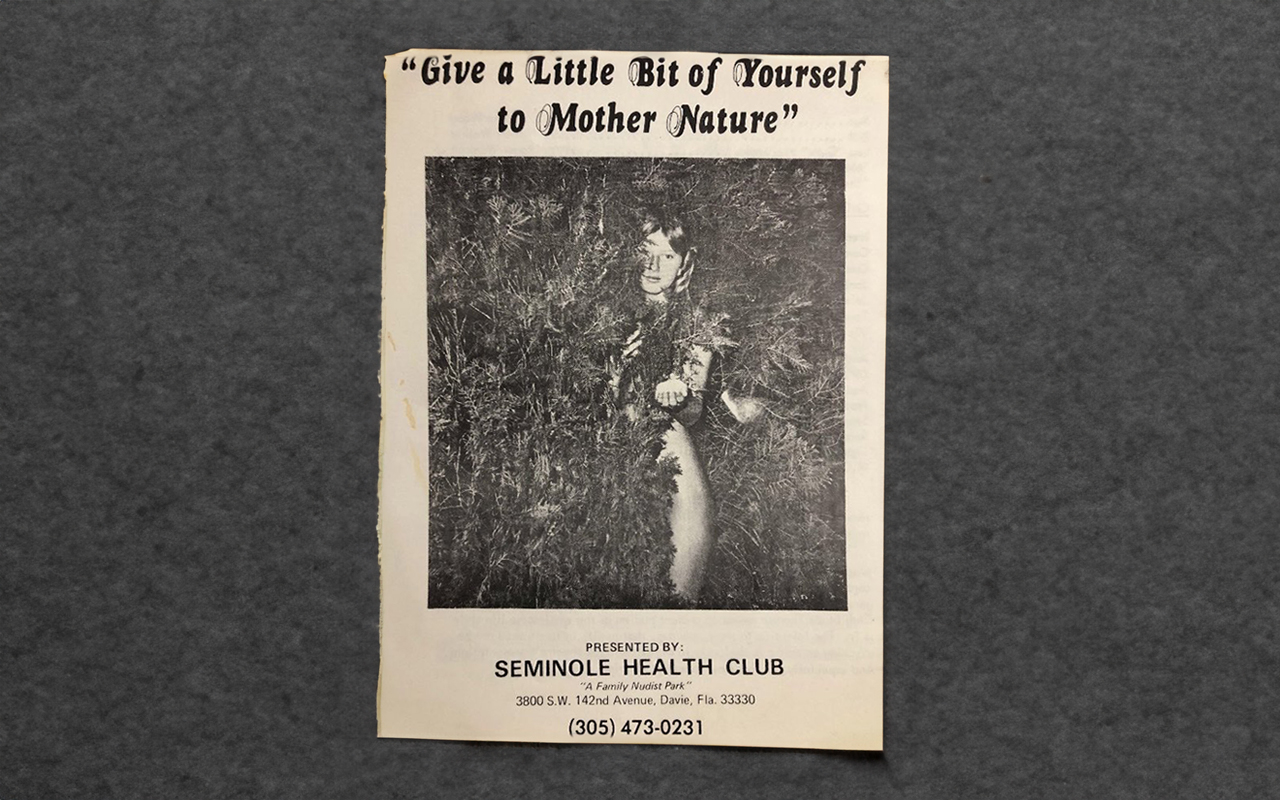 “Give a Little Bit of Yourself
to Mother Nature”
PRESENTED BY:
SEMINOLE HEALTH CLUB
"A Family Nudist Park"
3800 S.W. 142nd Avenue, Davie, Fla. 33330
(305) 473-0231